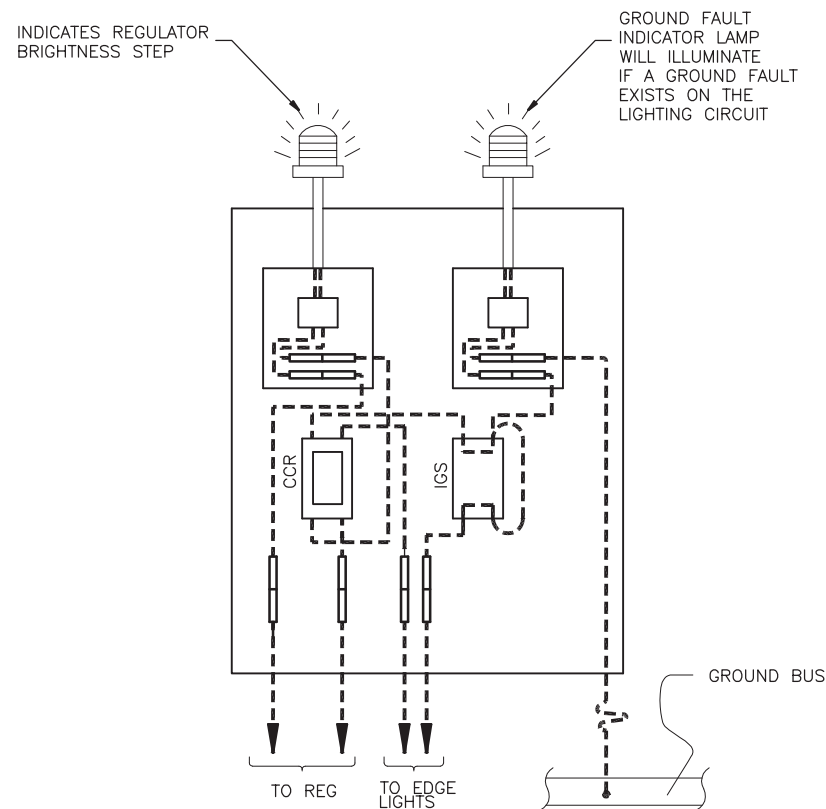 INDICATES REGULATOR
BRIGHTNESS STEP
GROUND FAULT
INDICATOR LAMP
WILL ILLUMINATE
IF A GROUND FAULT
EXISTS ON THE
LIGHTING CIRCUIT
CCR
IGS
GROUND BUS
TO REG
TO EDGE
LIGHTS